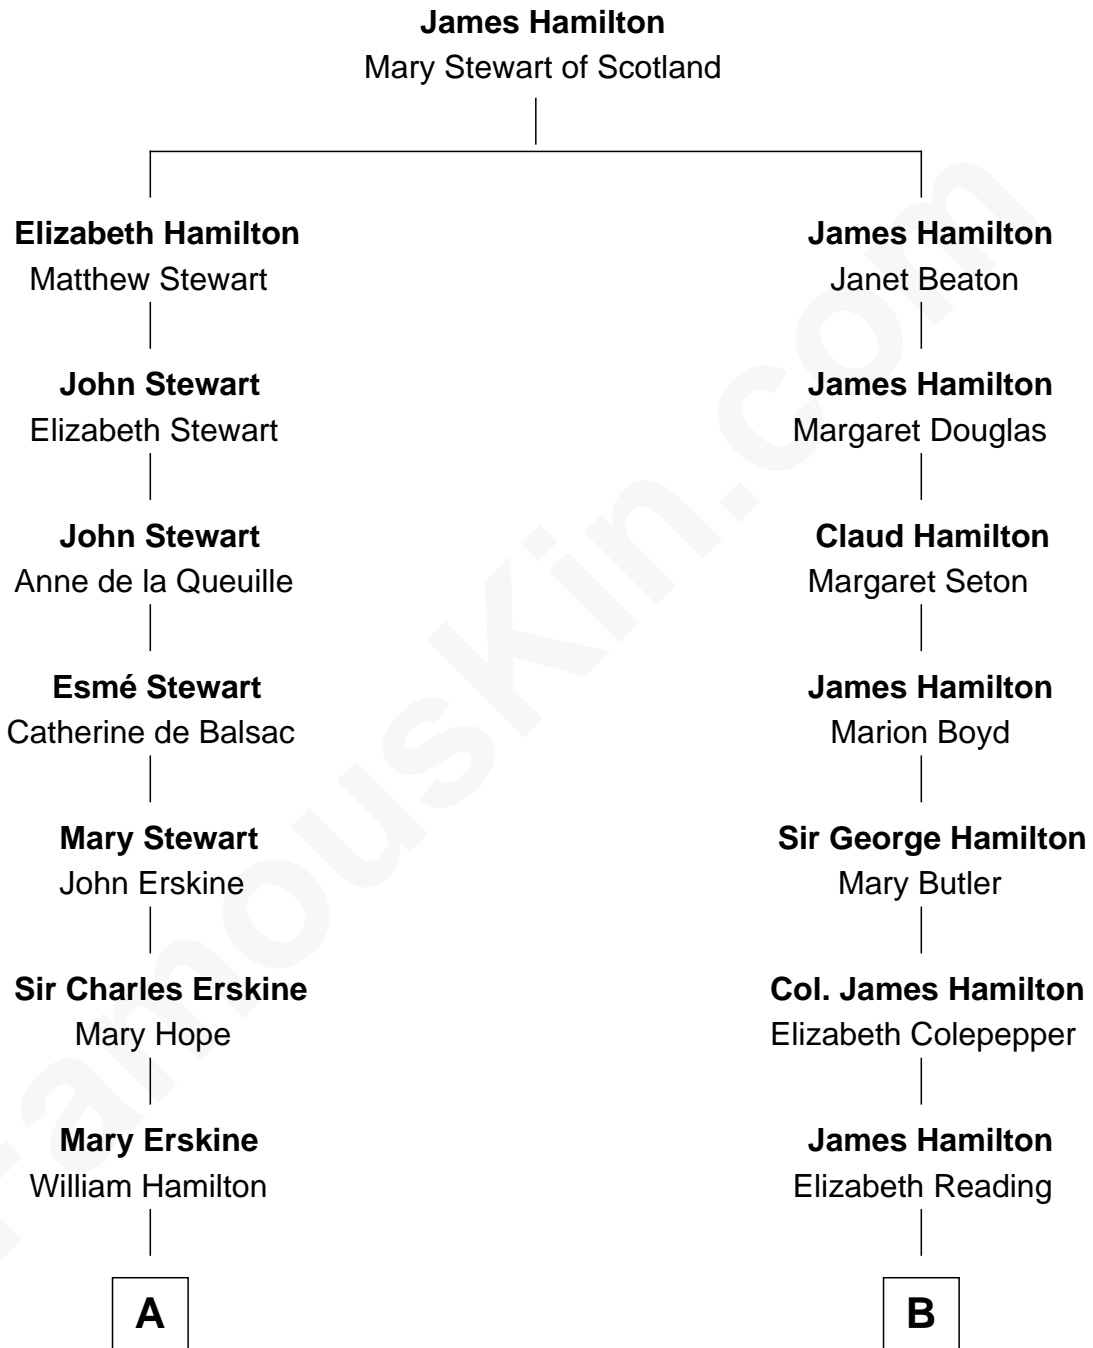 James Hamilton
Mary Stewart of Scotland
Elizabeth Hamilton
Matthew Stewart
James Hamilton
Janet Beaton
John Stewart
Elizabeth Stewart
James Hamilton
Margaret Douglas
John Stewart
Anne de la Queuille
Claud Hamilton
Margaret Seton
Esmé Stewart
Catherine de Balsac
James Hamilton
Marion Boyd
Mary Stewart
John Erskine
Sir George Hamilton
Mary Butler
Sir Charles Erskine
Mary Hope
Col. James Hamilton
Elizabeth Colepepper
Mary Erskine
William Hamilton
James Hamilton
Elizabeth Reading
A
B
FamousKin.com